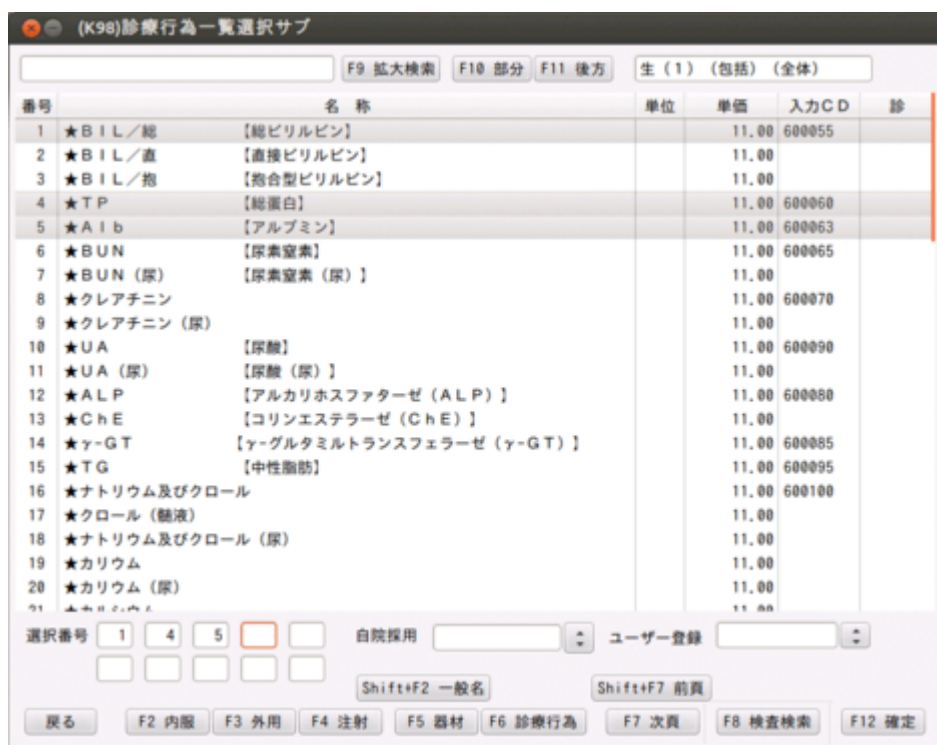 (K98)診療行為一覧選択サブ
F9 拡大検索 F10 部分 F11 後方 生（１）（包括）（全体）
番号 名 称 単位 単価 入力ＣＤ 診
1 ★ＢＩＬ／総 【総ビリルビン】 11.00 600055
2 ★ＢＩＬ／直 【直接ビリルビン】 11.00
3 ★ＢＩＬ／抱 【抱合型ビリルビン】 11.00
4 ★ＴＰ 【総蛋白】 11.00 600060
5 ★Ａｌｂ 【アルブミン】 11.00 600063
6 ★ＢＵＮ 【尿素窒素】 11.00 600065
7 ★ＢＵＮ（尿） 【尿素窒素（尿）】 11.00
8 ★クレアチニン 11.00 600070
9 ★クレアチニン（尿） 11.00
10 ★ＵＡ 【尿酸】 11.00 600090
11 ★ＵＡ（尿） 【尿酸（尿）】 11.00
12 ★ＡＬＰ 【アルカリホスファターゼ（ＡＬＰ）】 11.00 600080
13 ★ＣｈＥ 【コリンエステラーゼ（ＣｈＥ）】 11.00
14 ★γ-ＧＴ 【γ-グルタミルトランスフェラーゼ（γ-ＧＴ）】 11.00 600085
15 ★ＴＧ 【中性脂肪】 11.00 600095
16 ★ナトリウム及びクロール 11.00 600100
17 ★クロール（髄液） 11.00
18 ★ナトリウム及びクロール（尿） 11.00
19 ★カリウム 11.00
20 ★カリウム（尿） 11.00
21 ★カルシウム 11.00
選択番号 1 4 5 自院採用 ユーザー登録
Shift+F2 一般名 Shift+F7 前頁
戻る F2 内服 F3 外用 F4 注射 F5 器材 F6 診療行為 F7 次頁 F8 検査検索 F12 確定